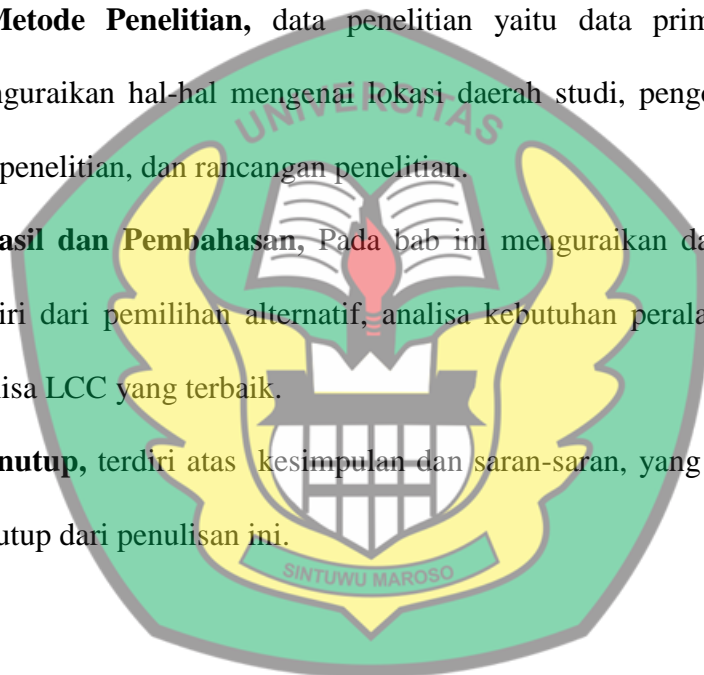 Metode Penelitian, data penelitian yaitu data prim
nguraikan hal-hal mengenai lokasi daerah studi, peng
UNIVERSITAS
penelitian, dan rancangan penelitian.
asil dan Pembahasan, Pada bab ini menguraikan da
iri dari pemilihan alternatif, analisa kebutuhan perala
isa LCC yang terbaik.
nutup, terdiri atas kesimpulan dan saran-saran, yang
utup dari penulisan ini.
SINTUWU MAROSO